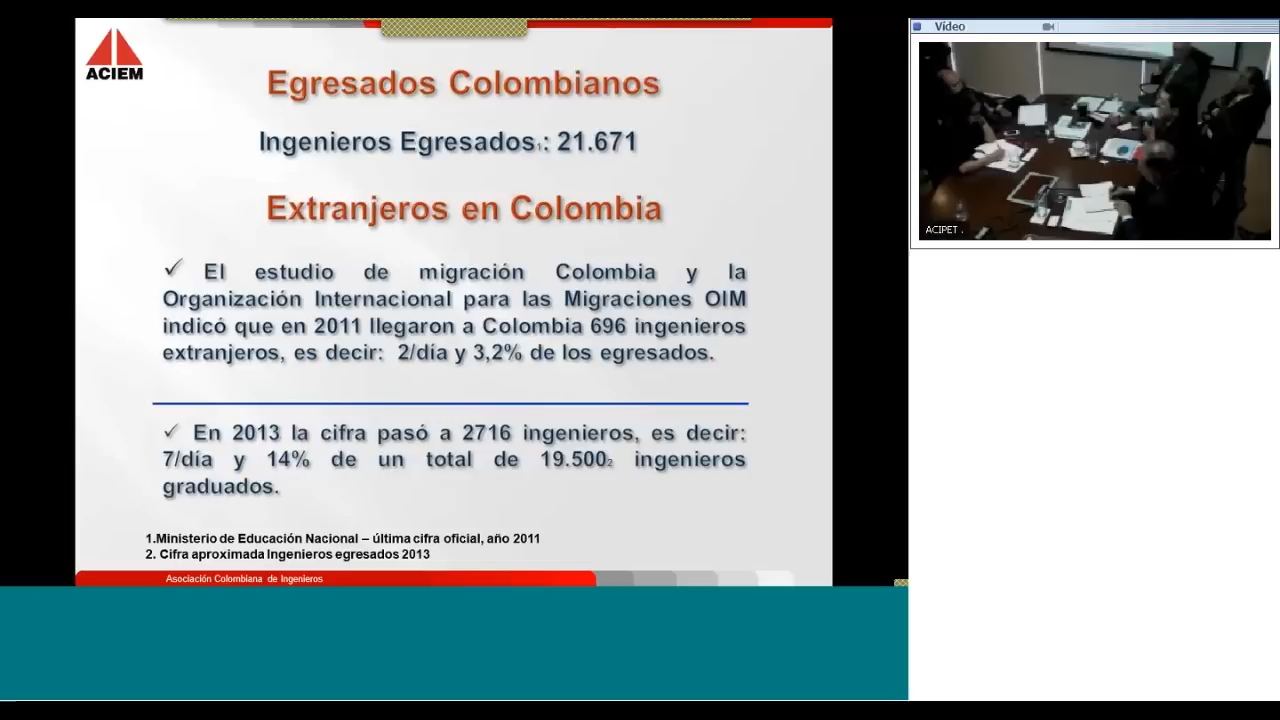 ACIEM
Egresados Colombianos
Ingenieros Egresados1: 21.671
Extranjeros en Colombia
✓ El estudio de migración Colombia y la
Organización Internacional para las Migraciones OIM
indicó que en 2011 llegaron a Colombia 696 ingenieros
extranjeros, es decir: 2/día y 3,2% de los egresados.
✓ En 2013 la cifra pasó a 2716 ingenieros, es decir:
7/día y 14% de un total de 19.5002 ingenieros
graduados.
1.Ministerio de Educación Nacional – última cifra oficial, año 2011
2. Cifra aproximada Ingenieros egresados 2013
Asociación Colombiana de Ingenieros
Vídeo
ACIPET .